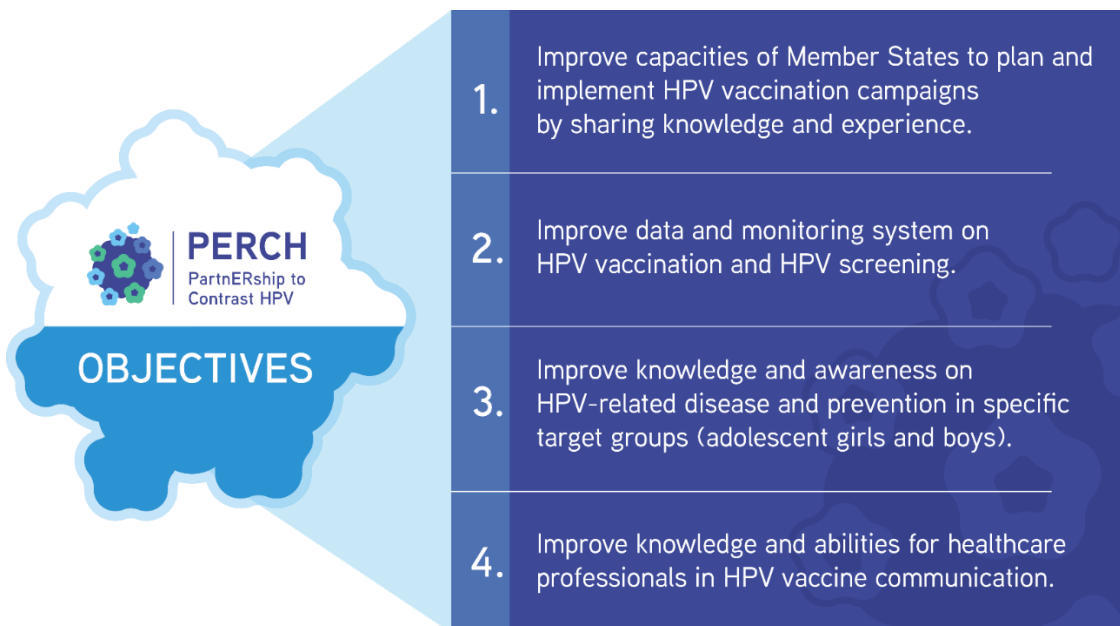 PERCH
PartnERship to
Contrast HPV
OBJECTIVES
1.
Improve capacities of Member States to plan and
implement HPV vaccination campaigns
by sharing knowledge and experience.
2.
Improve data and monitoring system on
HPV vaccination and HPV screening.
3.
Improve knowledge and awareness on
HPV-related disease and prevention in specific
target groups (adolescent girls and boys).
4.
Improve knowledge and abilities for healthcare
professionals in HPV vaccine communication.